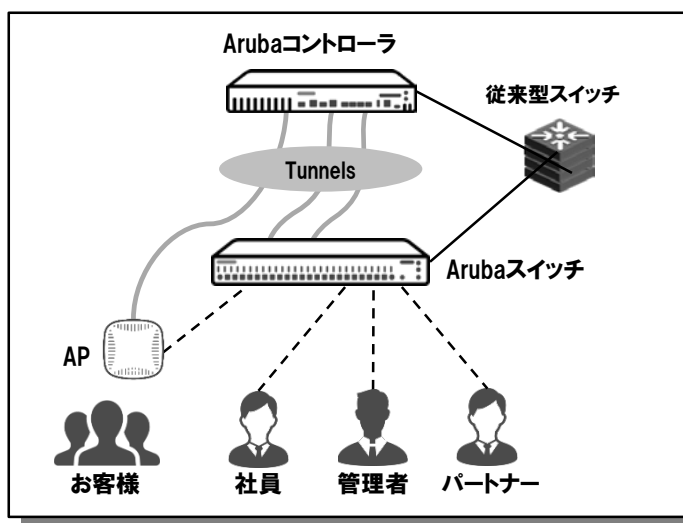 Arubaコントローラ
従来型スイッチ
Tunnels
Arubaスイッチ
AP
お客様
社員
管理者
パートナー